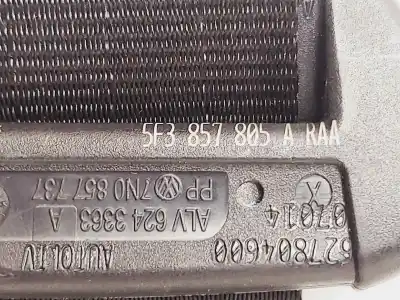 5F3 857 805 A RAA
PP 7N0 857 737
ALV 624 3363 A
AUTOLIV
X
07014
627804600